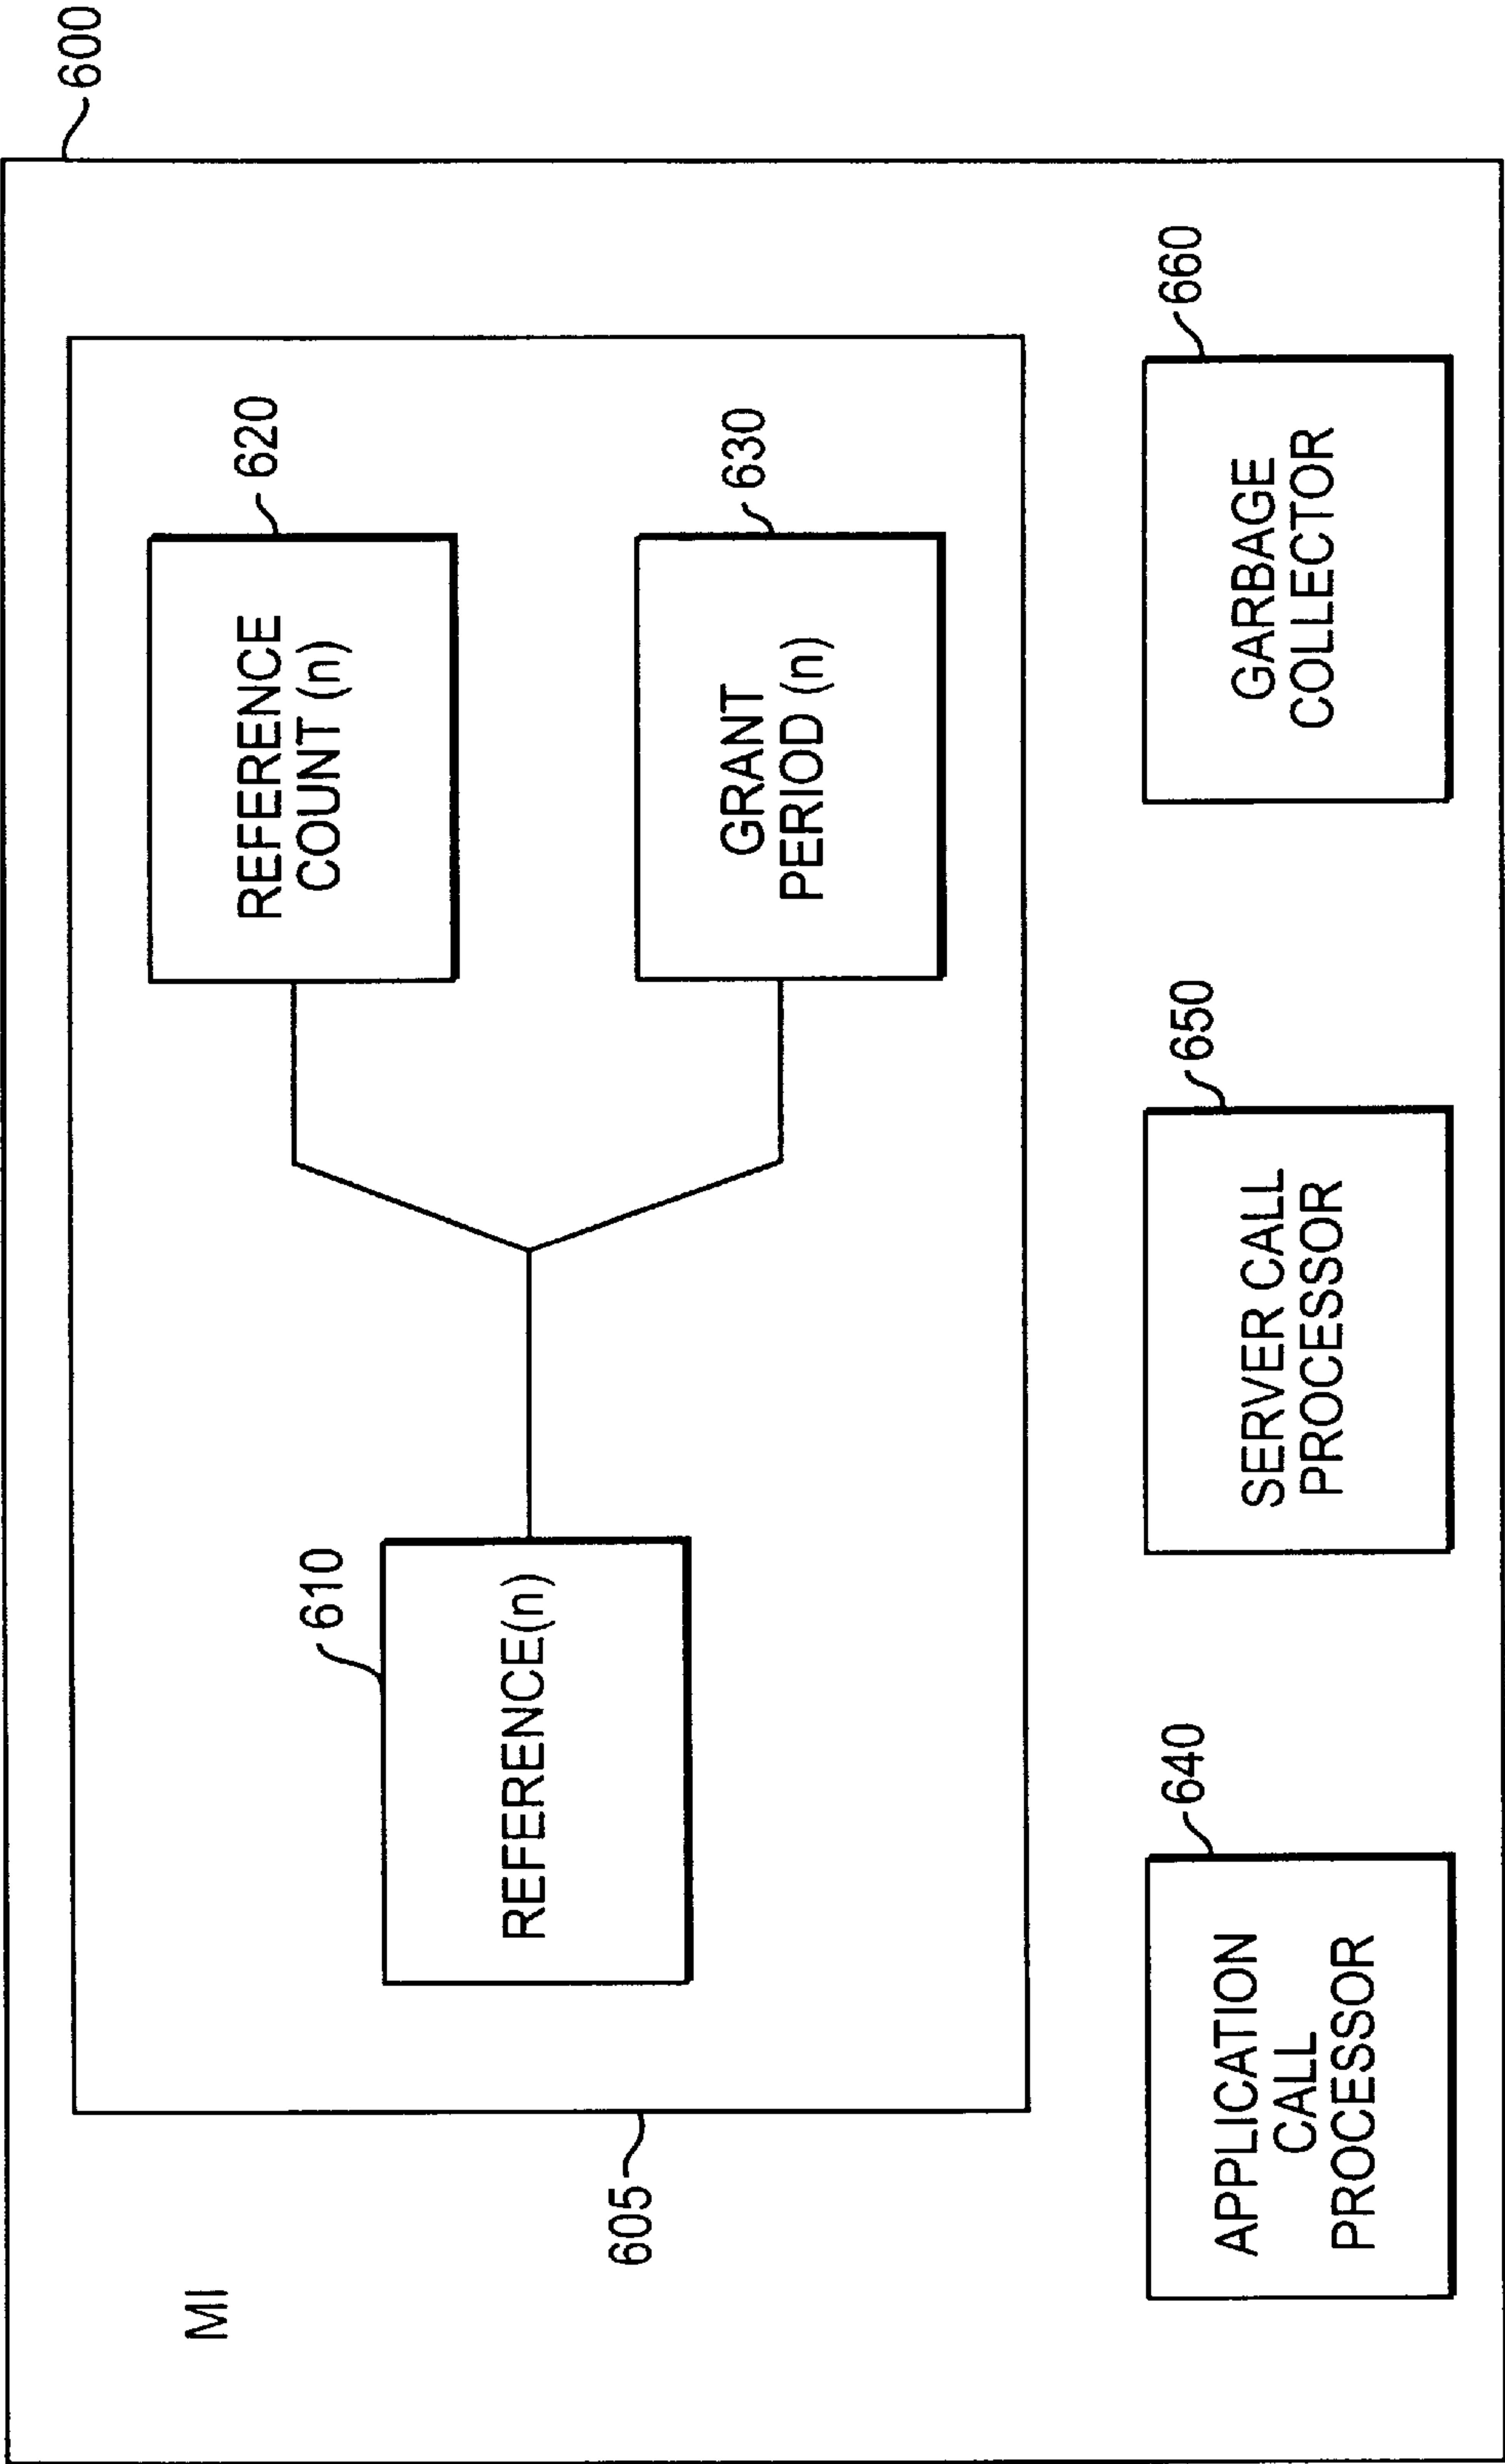 600
MI
605
610
REFERENCE(n)
620
REFERENCE
COUNT (n)
630
GRANT
PERIOD (n)
640
APPLICATION
CALL
PROCESSOR
650
SERVER CALL
PROCESSOR
660
GARBAGE
COLLECTOR